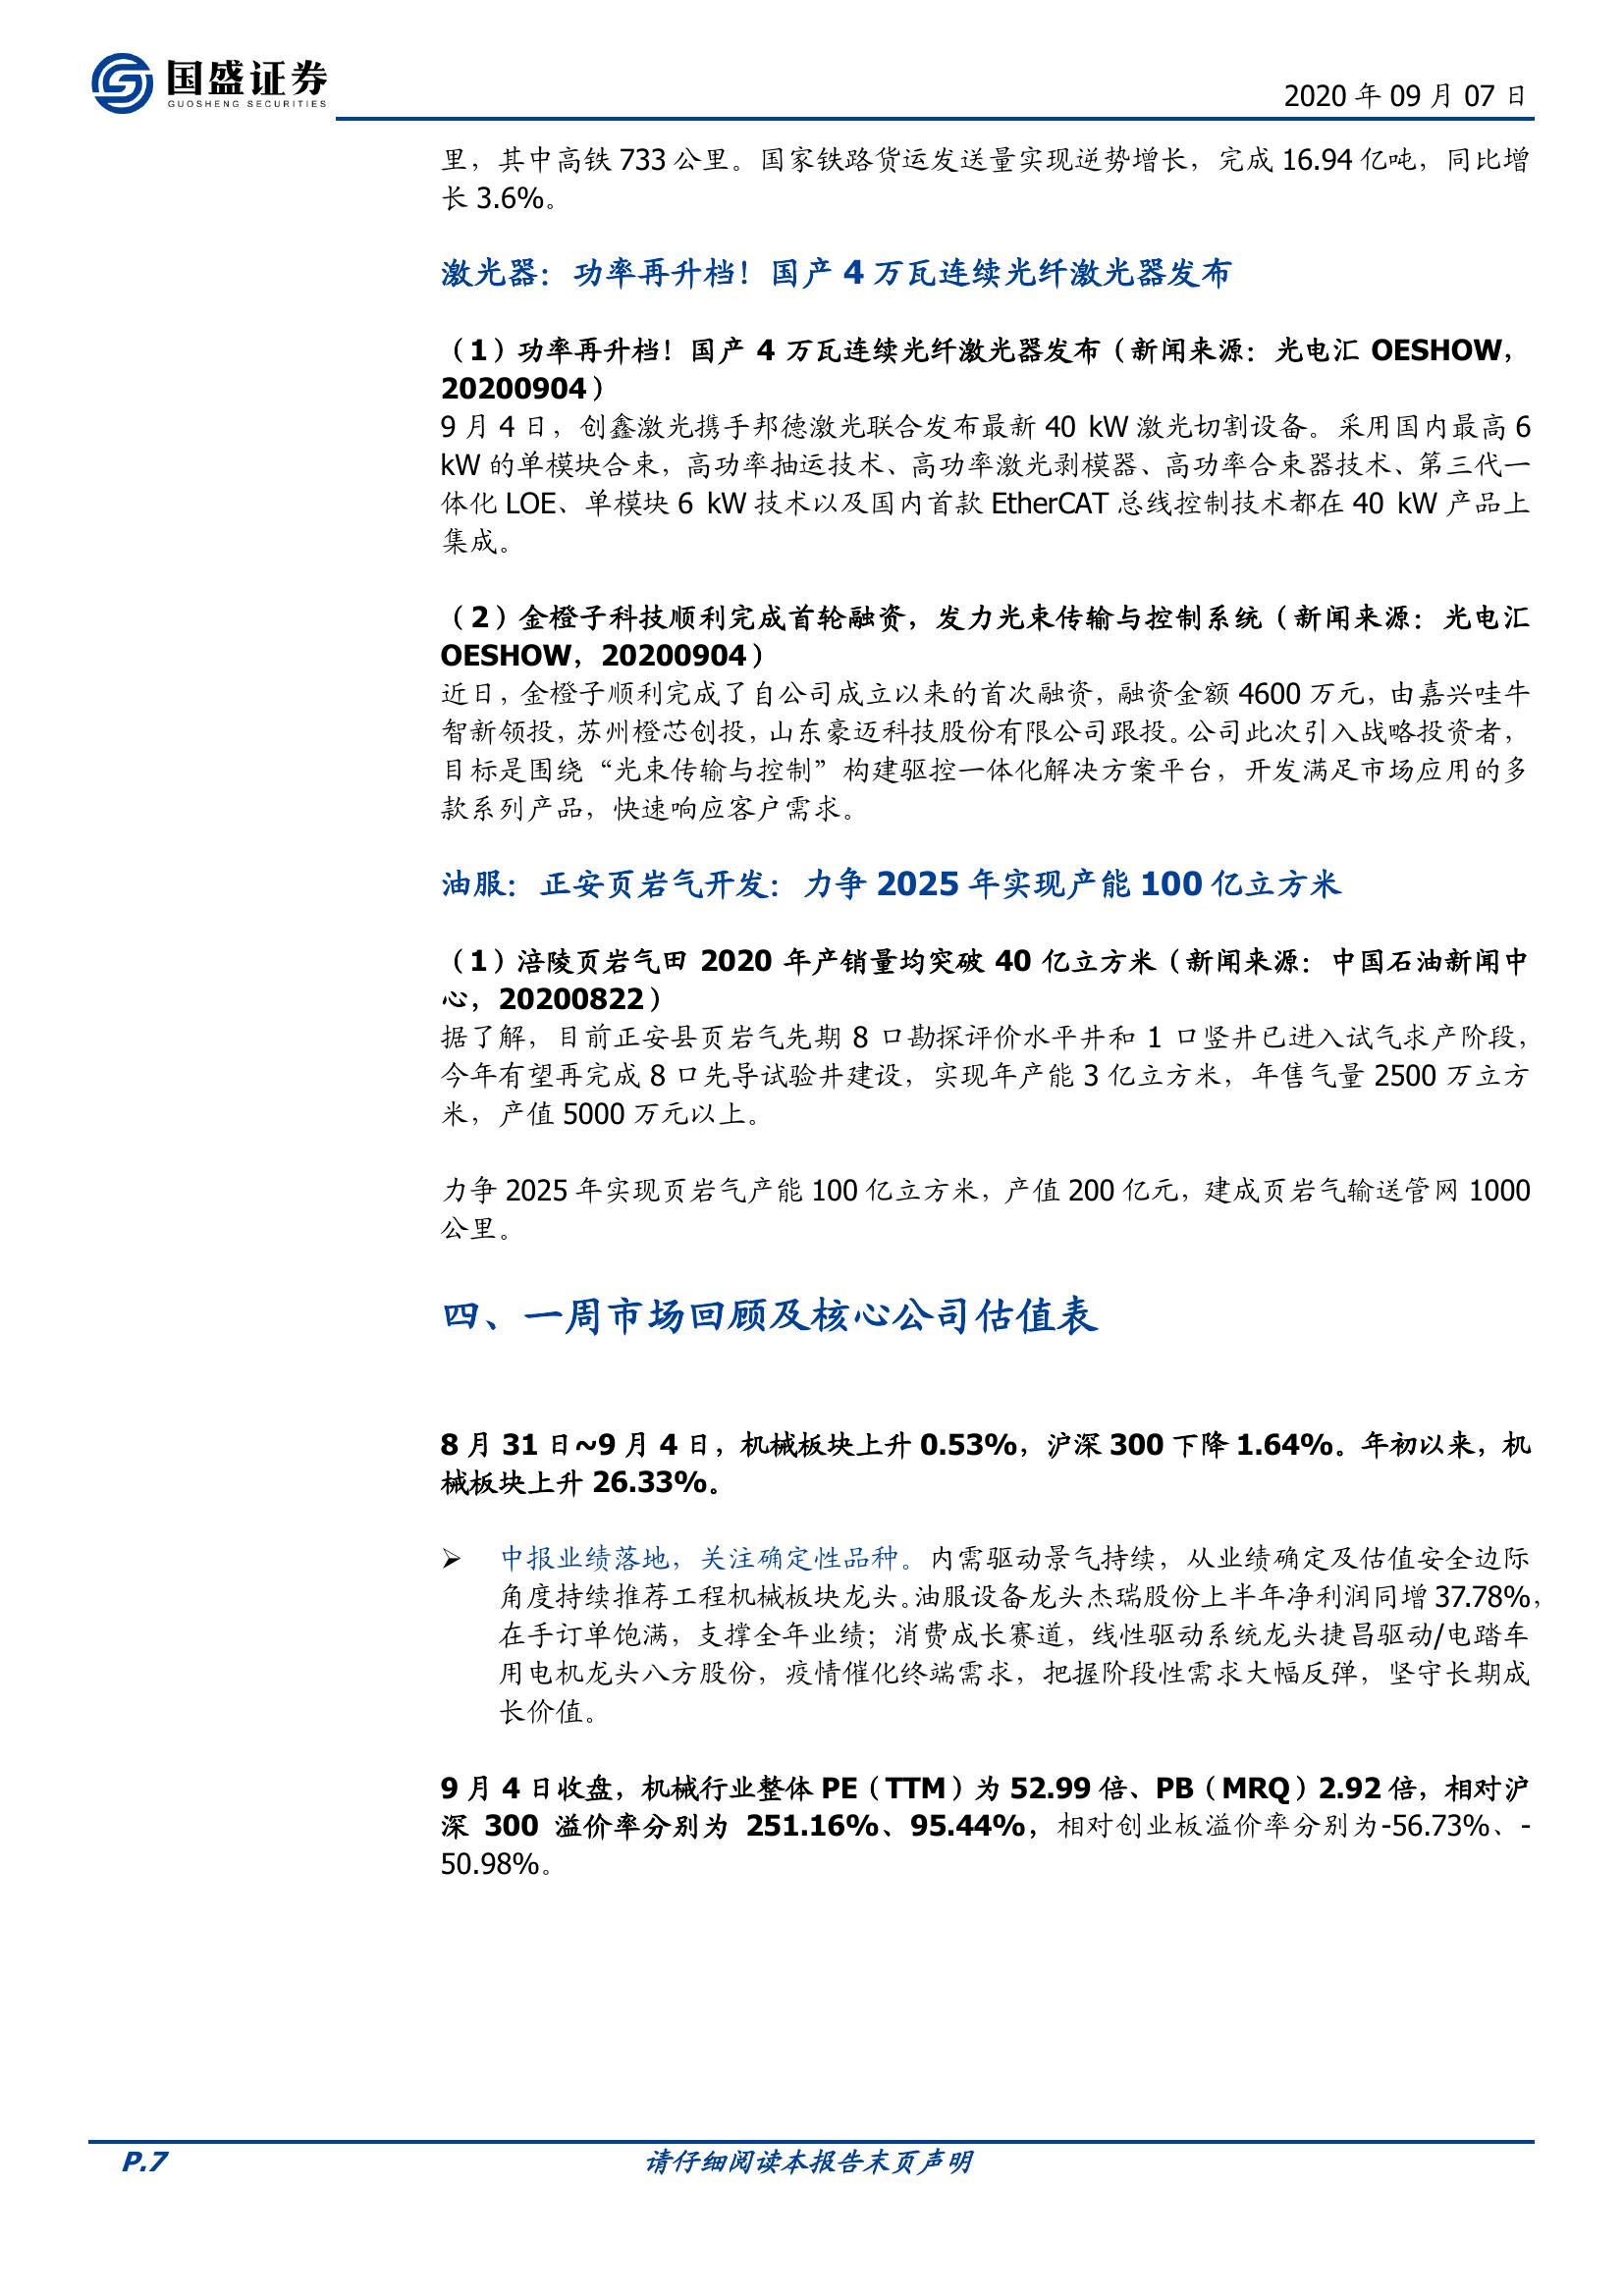 国盛证券
GUOSHENG SECURITIES
2020 年 09 月 07 日
里，其中高铁 733 公里。国家铁路货运发送量实现逆势增长，完成 16.94 亿吨，同比增
长 3.6%。
激光器：功率再升档！国产 4 万瓦连续光纤激光器发布
（1）功率再升档！国产 4 万瓦连续光纤激光器发布（新闻来源：光电汇 OESHOW，
20200904）
9 月 4 日，创鑫激光携手邦德激光联合发布最新 40 kW 激光切割设备。采用国内最高 6
kW 的单模块合束，高功率抽运技术、高功率激光剥模器、高功率合束器技术、第三代一
体化 LOE、单模块 6 kW 技术以及国内首款 EtherCAT 总线控制技术都在 40 kW 产品上
集成。
（2）金橙子科技顺利完成首轮融资，发力光束传输与控制系统（新闻来源：光电汇
OESHOW，20200904）
近日，金橙子顺利完成了自公司成立以来的首次融资，融资金额 4600 万元，由嘉兴哇牛
智新领投，苏州橙芯创投，山东豪迈科技股份有限公司跟投。公司此次引入战略投资者，
目标是围绕“光束传输与控制”构建驱控一体化解决方案平台，开发满足市场应用的多
款系列产品，快速响应客户需求。
油服：正安页岩气开发：力争 2025 年实现产能 100 亿立方米
（1）涪陵页岩气田 2020 年产销量均突破 40 亿立方米（新闻来源：中国石油新闻中
心，20200822）
据了解，目前正安县页岩气先期 8 口勘探评价水平井和 1 口竖井已进入试气求产阶段，
今年有望再完成 8 口先导试验井建设，实现年产能 3 亿立方米，年售气量 2500 万立方
米，产值 5000 万元以上。
力争 2025 年实现页岩气产能 100 亿立方米，产值 200 亿元，建成页岩气输送管网 1000
公里。
四、一周市场回顾及核心公司估值表
8 月 31 日~9 月 4 日，机械板块上升 0.53%，沪深 300 下降 1.64%。年初以来，机
械板块上升 26.33%。
➢ 中报业绩落地，关注确定性品种。内需驱动景气持续，从业绩确定及估值安全边际
角度持续推荐工程机械板块龙头。油服设备龙头杰瑞股份上半年净利润同增 37.78%，
在手订单饱满，支撑全年业绩；消费成长赛道，线性驱动系统龙头捷昌驱动/电踏车
用电机龙头八方股份，疫情催化终端需求，把握阶段性需求大幅反弹，坚守长期成
长价值。
9 月 4 日收盘，机械行业整体 PE（TTM）为 52.99 倍、PB（MRQ）2.92 倍，相对沪
深 300 溢价率分别为 251.16%、95.44%，相对创业板溢价率分别为-56.73%、-
50.98%。
P.7
请仔细阅读本报告末页声明